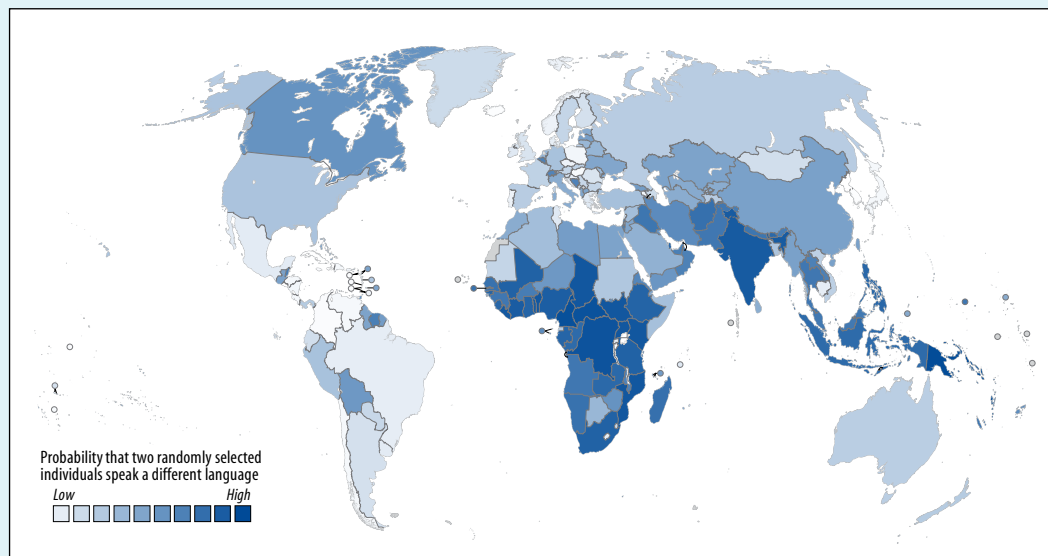 Probability that two randomly selected
individuals speak a different language
Low High